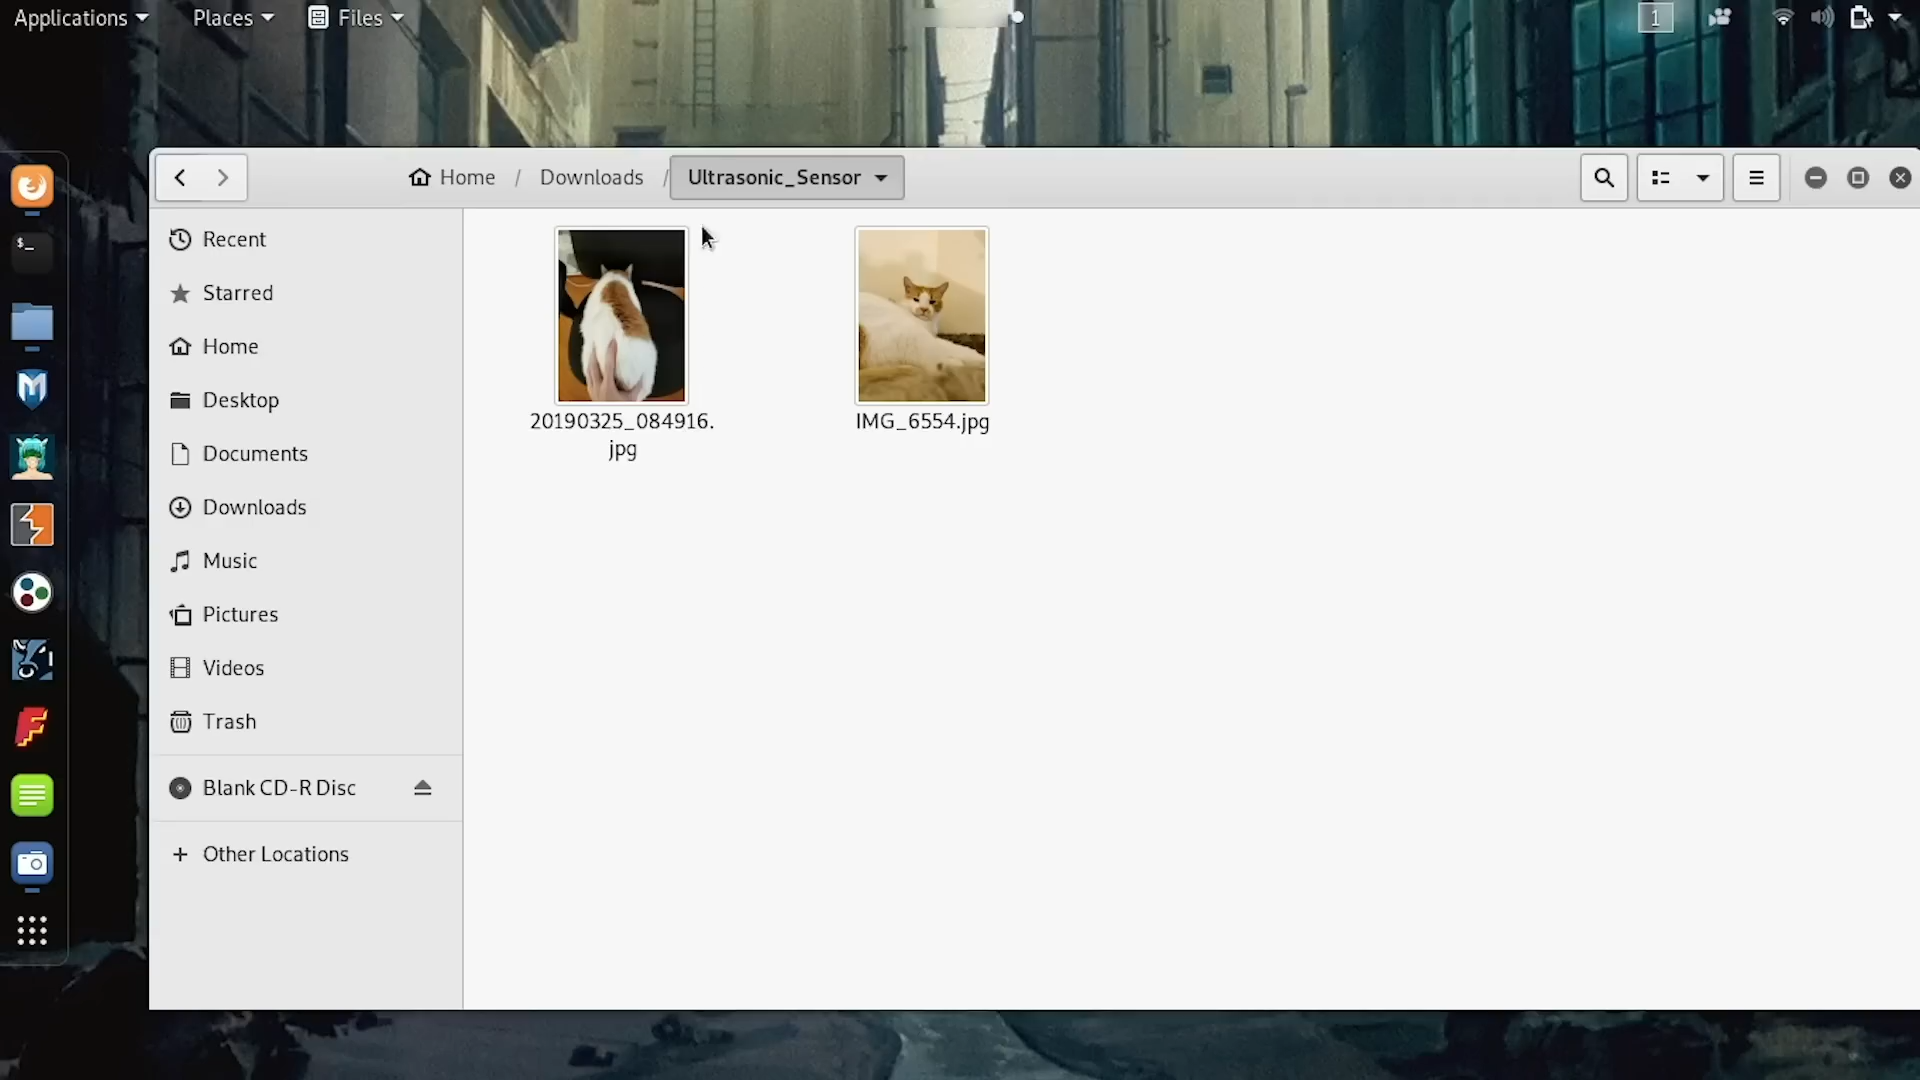 Applications
Places
Files
1
Home / Downloads / Ultrasonic_Sensor
Recent
Starred
Home
Desktop
Documents
Downloads
Music
Pictures
Videos
Trash
Blank CD-R Disc
+ Other Locations
20190325_084916.
jpg
IMG_6554.jpg